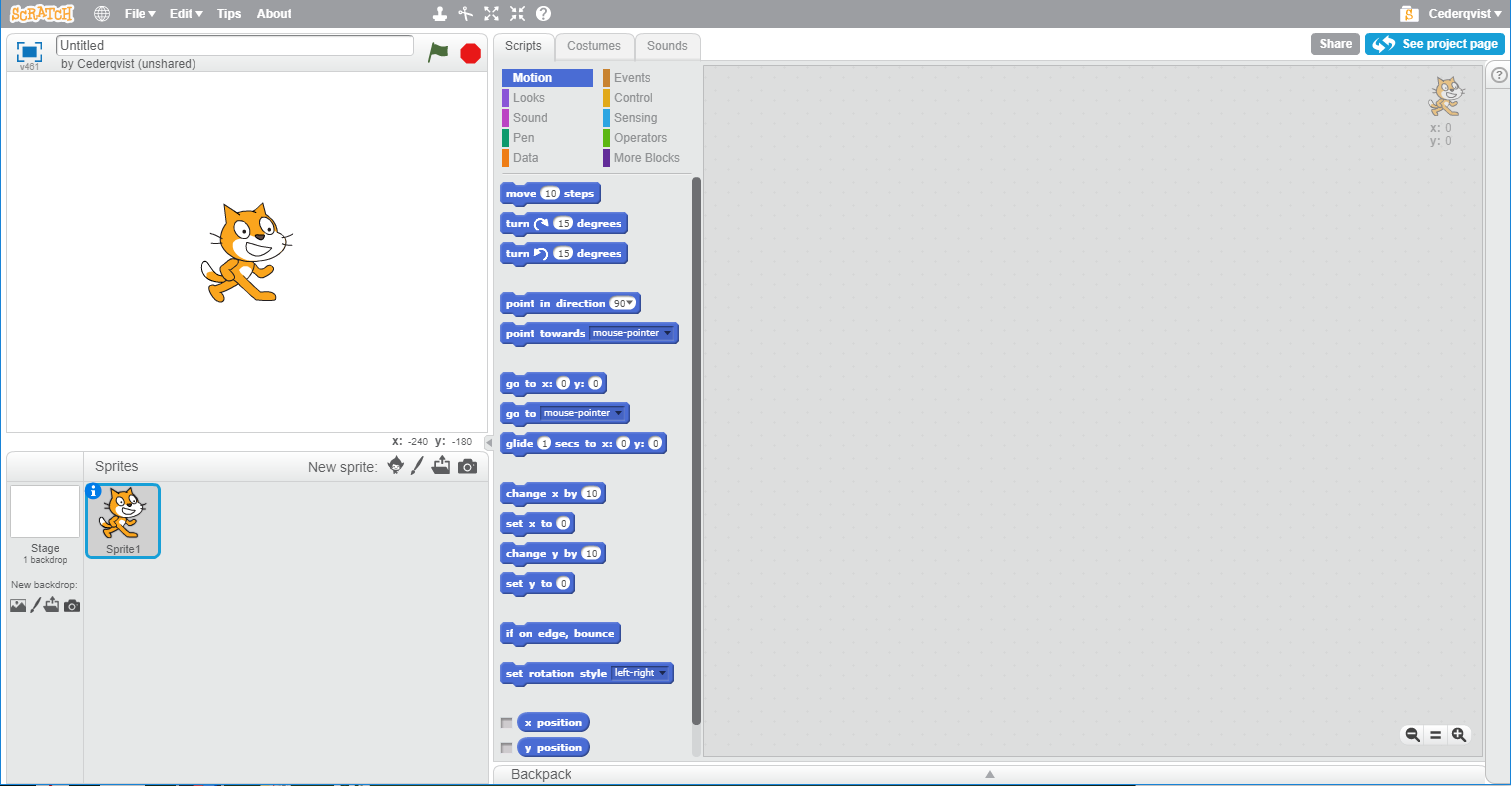 SCRATCH File Edit Tips About Cederqvist
v461 Untitled
by Cederqvist (unshared)
Scripts Costumes Sounds
Share See project page
Motion Events
Looks Control
Sound Sensing
Pen Operators
Data More Blocks
move 10 steps
turn 15 degrees
turn 15 degrees
point in direction 90
point towards mouse-pointer
go to x: 0 y: 0
go to mouse-pointer
glide 1 secs to x: 0 y: 0
change x by 10
set x to 0
change y by 10
set y to 0
if on edge, bounce
set rotation style left-right
x position
y position
x: 0
y: 0
x: -240 y: -180
Sprites New sprite:
Stage
1 backdrop
New backdrop:
Sprite1
Backpack